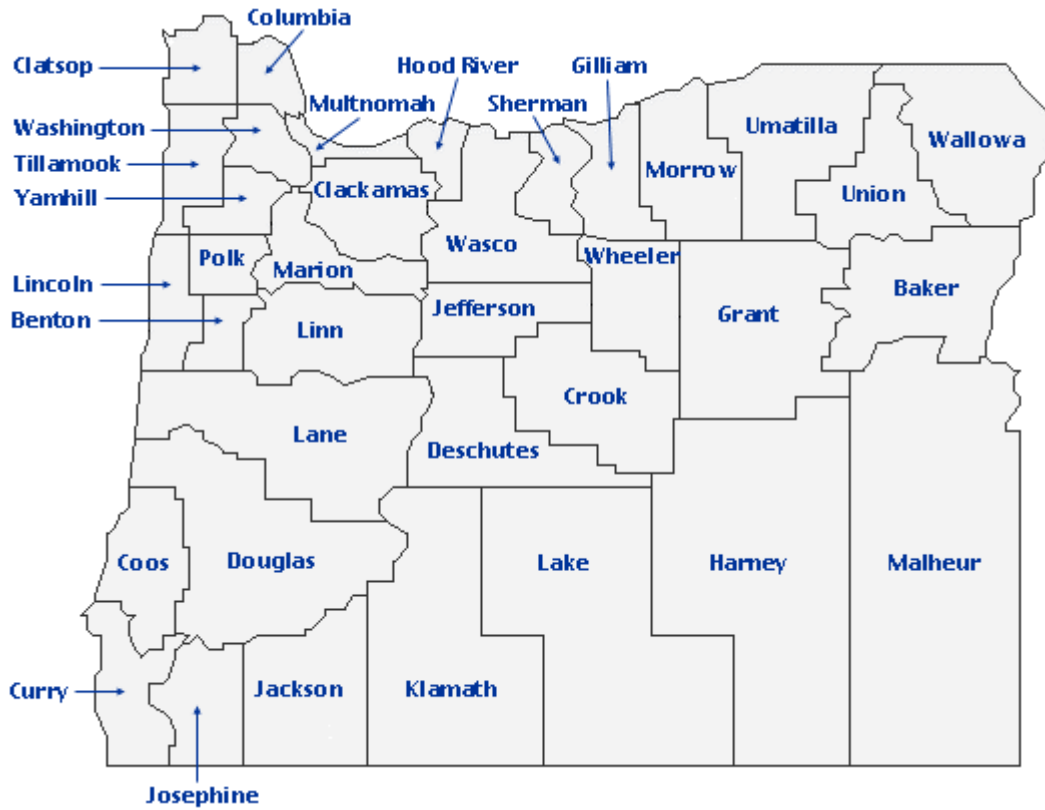 Columbia
Clatsop
Hood River
Gilliam
Multnomah
Sherman
Washington
Umatilla
Wallowa
Tillamook
Morrow
Yamhill
Clackamas
Union
Wasco
Polk
Marion
Wheeler
Lincoln
Baker
Jefferson
Grant
Benton
Linn
Crook
Lane
Deschutes
Coos
Douglas
Lake
Harney
Malheur
Curry
Jackson
Klamath
Josephine